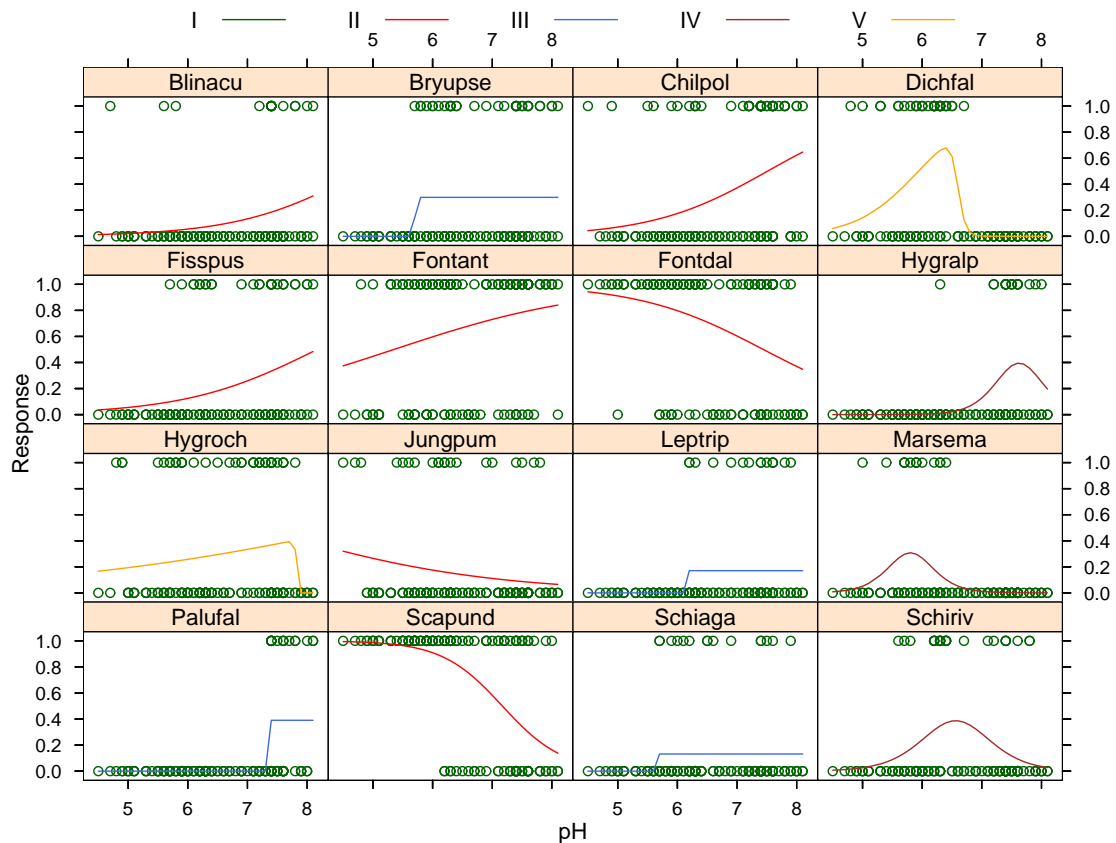 I II III IV V
5 6 7 8 5 6 7 8
Blinacu Bryupse Chilpol Dichfal
1.0
0.8
0.6
0.4
0.2
0.0
Fisspus Fontant Fontdal Hygralp
1.0
0.8
0.6
0.4
0.2
0.0
Hygroch Jungpum Leptrip Marsema
1.0
0.8
0.6
0.4
0.2
0.0
Palufal Scapund Schiaga Schiriv
1.0
0.8
0.6
0.4
0.2
0.0
5 6 7 8 5 6 7 8
Response
pH